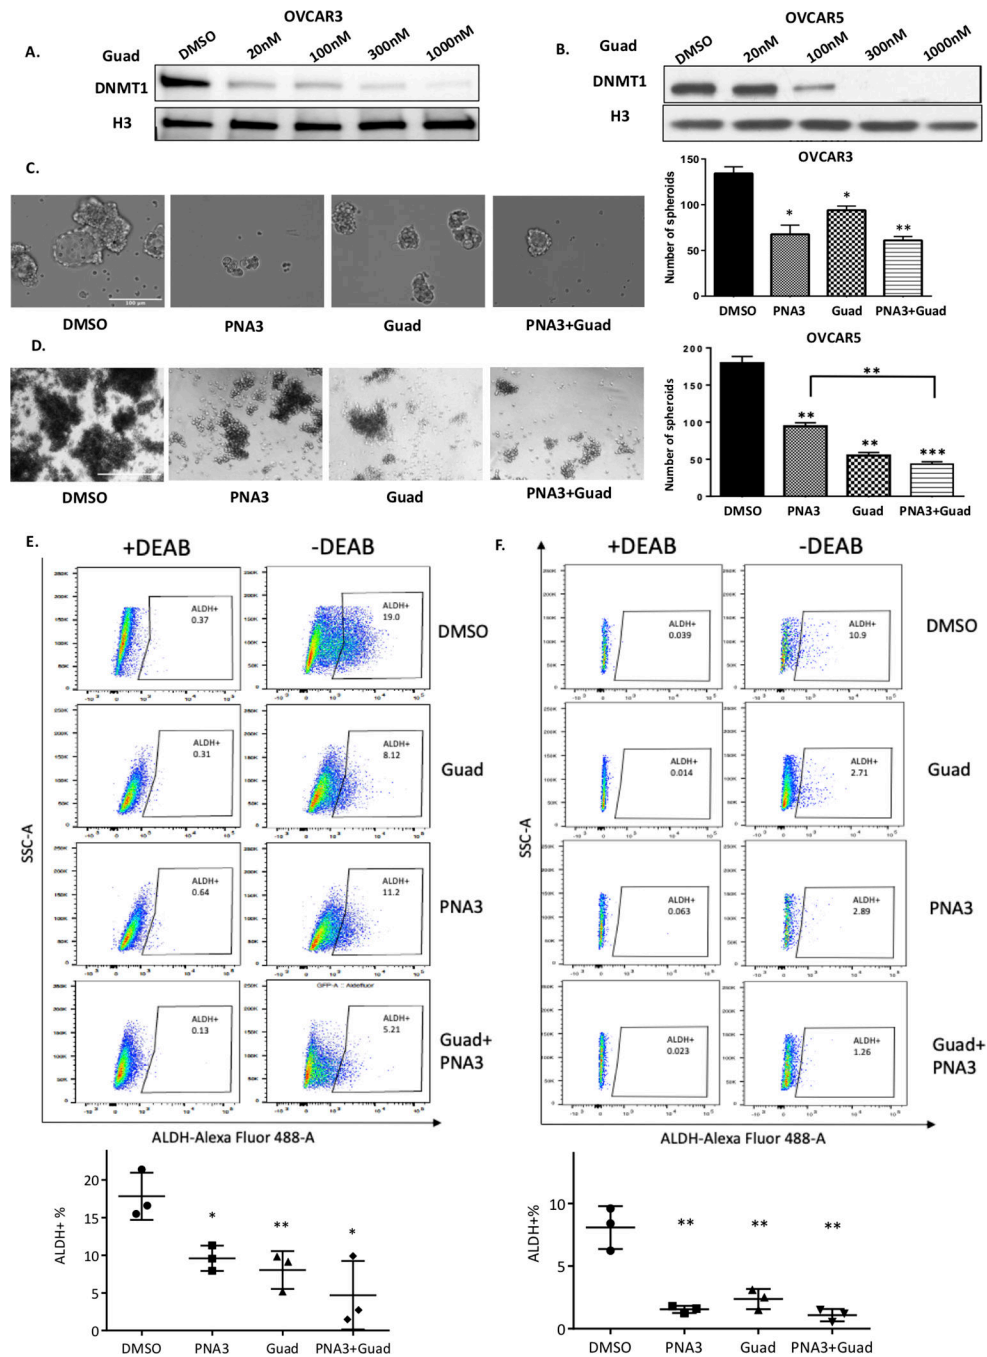 OVCAR3
A.
Guad
DMSO
20nM
100nM
300nM
1000nM
DNMT1
H3
OVCAR5
B.
Guad
DMSO
20nM
100nM
300nM
1000nM
DNMT1
H3
C.
100 µm
DMSO
PNA3
Guad
PNA3+Guad
OVCAR3
Number of spheroids
150
100
50
0
*
*
**
DMSO
PNA3
Guad
PNA3+Guad
D.
DMSO
PNA3
Guad
PNA3+Guad
OVCAR5
Number of spheroids
200
150
100
50
0
**
**
**
***
DMSO
PNA3
Guad
PNA3+Guad
E.
+DEAB
-DEAB
ALDH+
0.37
ALDH+
19.0
DMSO
ALDH+
0.31
ALDH+
8.12
Guad
ALDH+
0.64
ALDH+
11.2
PNA3
GFP-A :: Aldefluor
ALDH+
0.13
ALDH+
5.21
Guad+
PNA3
SSC-A
ALDH-Alexa Fluor 488-A
ALDH+ %
20
15
10
5
0
*
**
*
DMSO
PNA3
Guad
PNA3+Guad
F.
+DEAB
-DEAB
ALDH+
0.039
ALDH+
10.9
DMSO
ALDH+
0.014
ALDH+
2.71
Guad
ALDH+
0.063
ALDH+
2.89
PNA3
ALDH+
0.023
ALDH+
1.26
Guad+
PNA3
SSC-A
ALDH-Alexa Fluor 488-A
ALDH+%
10
5
0
**
**
**
DMSO
PNA3
Guad
PNA3+Guad